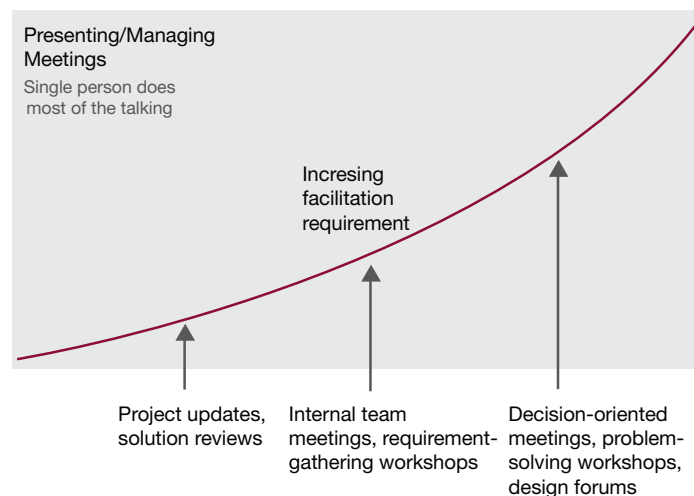 Presenting/Managing
Meetings
Single person does
most of the talking
Incresing
facilitation
requirement
Project updates,
solution reviews
Internal team
meetings, requirement-
gathering workshops
Decision-oriented
meetings, problem-
solving workshops,
design forums